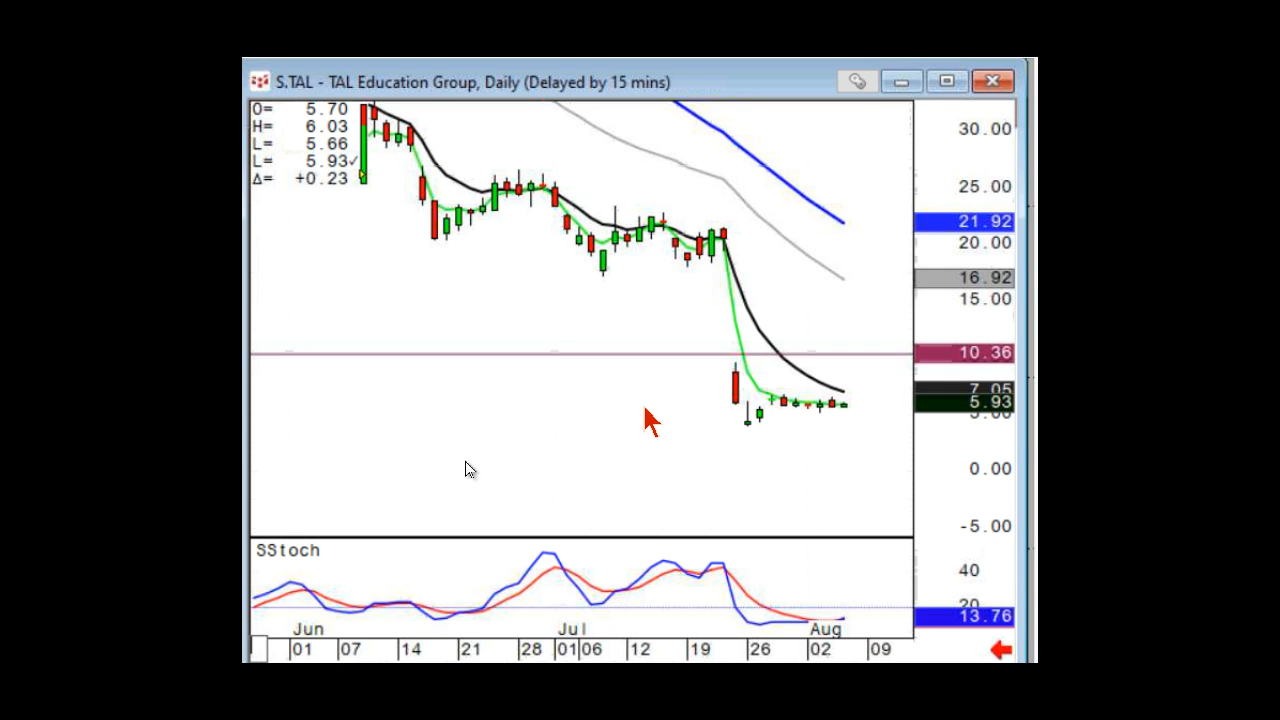 S.TAL - TAL Education Group, Daily (Delayed by 15 mins)
O= 5.70
H= 6.03
L= 5.66
L= 5.93✓
Δ= +0.23
30.00
25.00
21.92
20.00
16.92
15.00
10.36
7.05
5.93
5.00
0.00
-5.00
SStoch
40
20
13.76
Jun Jul Aug
01 07 14 21 28 01 06 12 19 26 02 09